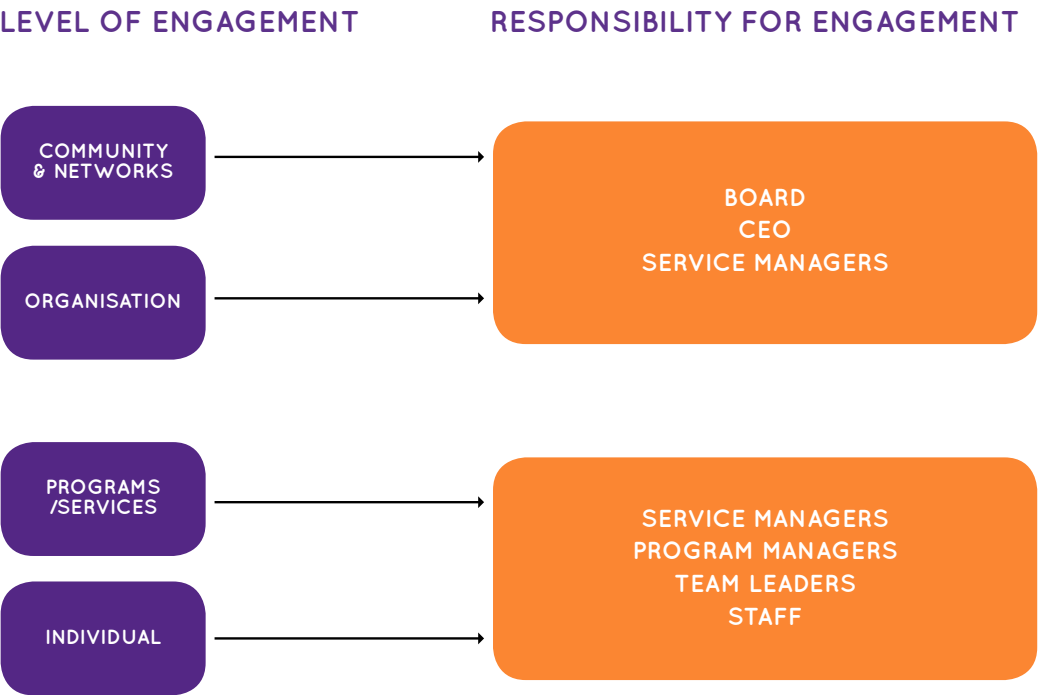 LEVEL OF ENGAGEMENT
RESPONSIBILITY FOR ENGAGEMENT
COMMUNITY
& NETWORKS
ORGANISATION
BOARD
CEO
SERVICE MANAGERS
PROGRAMS
/SERVICES
INDIVIDUAL
SERVICE MANAGERS
PROGRAM MANAGERS
TEAM LEADERS
STAFF